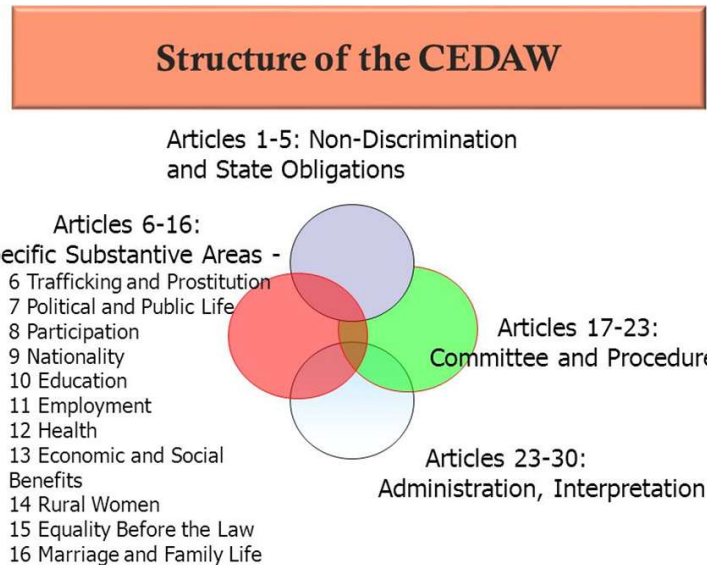 Structure of the CEDAW
Articles 1-5: Non-Discrimination
and State Obligations
Articles 6-16:
ecific Substantive Areas -
6 Trafficking and Prostitution
7 Political and Public Life
8 Participation
9 Nationality
10 Education
11 Employment
12 Health
13 Economic and Social
Benefits
14 Rural Women
15 Equality Before the Law
16 Marriage and Family Life
Articles 17-23:
Committee and Procedure
Articles 23-30:
Administration, Interpretation